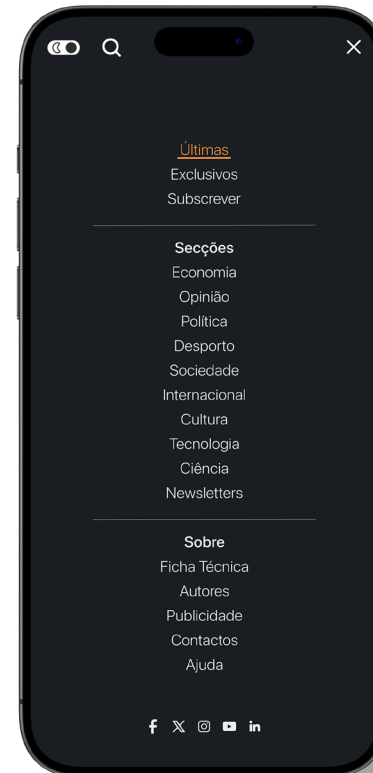 Últimas
Exclusivos
Subscrever
Secções
Economia
Opinião
Política
Desporto
Sociedade
Internacional
Cultura
Tecnologia
Ciência
Newsletters
Sobre
Ficha Técnica
Autores
Publicidade
Contactos
Ajuda